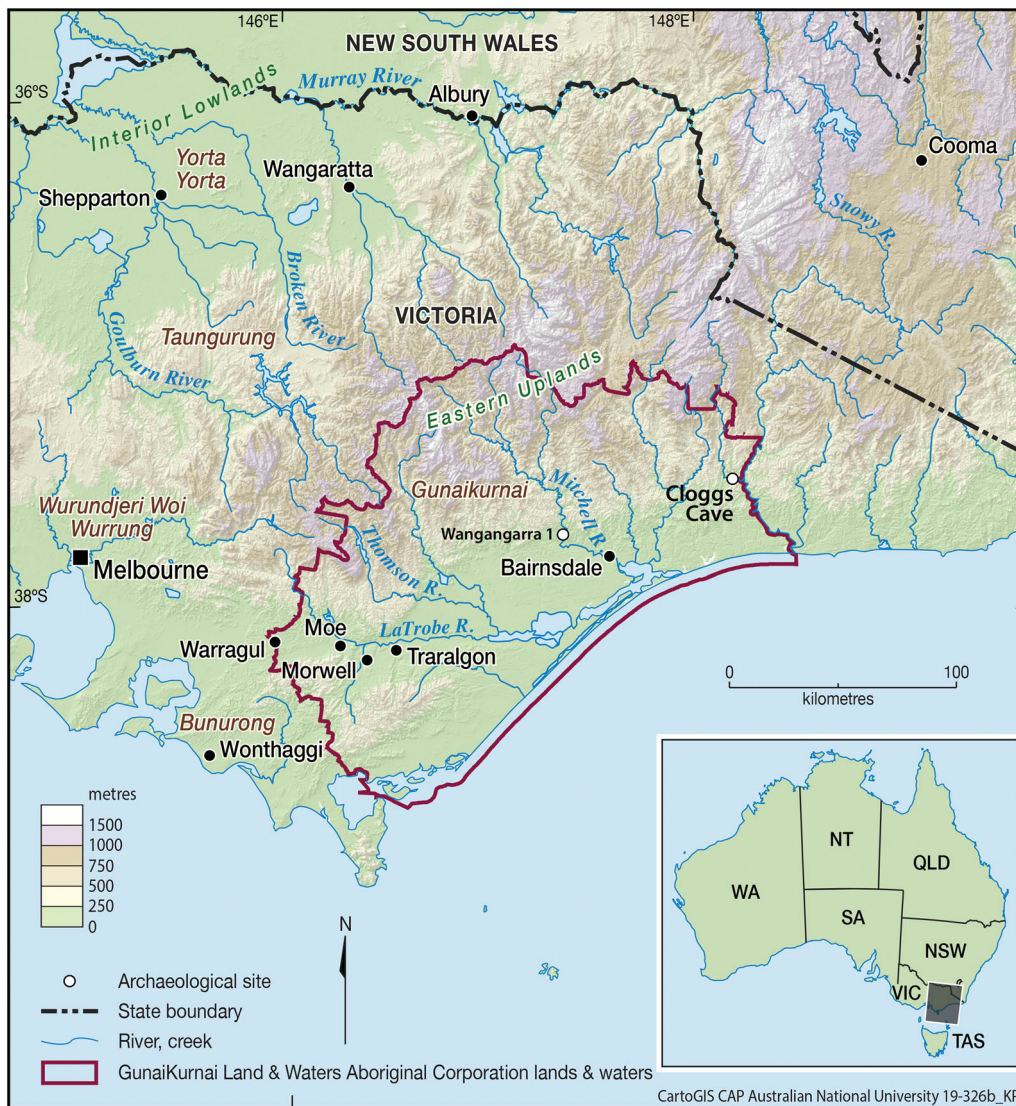 146°E
148°E
NEW SOUTH WALES
Murray River
36°S
Albury
Interior Lowlands
Cooma
Yorta
Yorta
Wangaratta
Shepparton
Snowy R.
Broken River
VICTORIA
Taungurung
Goulburn River
Eastern Uplands
Gunaikurnai
Mitchell R.
Cloggs
Cave
Wurundjeri Woi
Wurrung
Wangangarra 1
Thomson R.
Bairnsdale
Melbourne
38°S
LaTrobe R.
Moe
Warragul
Traralgon
Morwell
0
100
kilometres
Bunurong
Wonthaggi
metres
1500
1000
750
500
250
0
N
NT
QLD
WA
SA
NSW
VIC
TAS
Archaeological site
State boundary
River, creek
GunaiKurnai Land & Waters Aboriginal Corporation lands & waters
CartoGIS CAP Australian National University 19-326b_KP